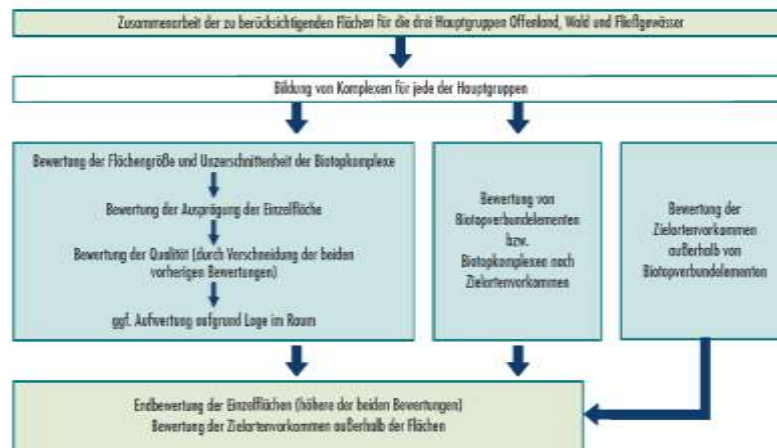 Zusammenarbeit der zu berücksichtigenden Flächen für die drei Hauptgruppen Offenland, Wald und Fließgewässer
Bildung von Komplexen für jede der Hauptgruppen
Bewertung der Flächengröße und Unzerschnittenheit der Biotopkomplexe
Bewertung der Ausprägung der Einzelfläche
Bewertung der Qualität (durch Verschneidung der beiden
vorherigen Bewertungen)
ggf. Aufwertung aufgrund Lage im Raum
Bewertung von
Biotopverbundelementen
bzw.
Biotopkomplexen nach
Zielartenvorkommen
Bewertung der
Zielartenvorkommen
außerhalb von
Biotopverbundelementen
Endbewertung der Einzelflächen (höhere der beiden Bewertungen)
Bewertung der Zielartenvorkommen außerhalb der Flächen